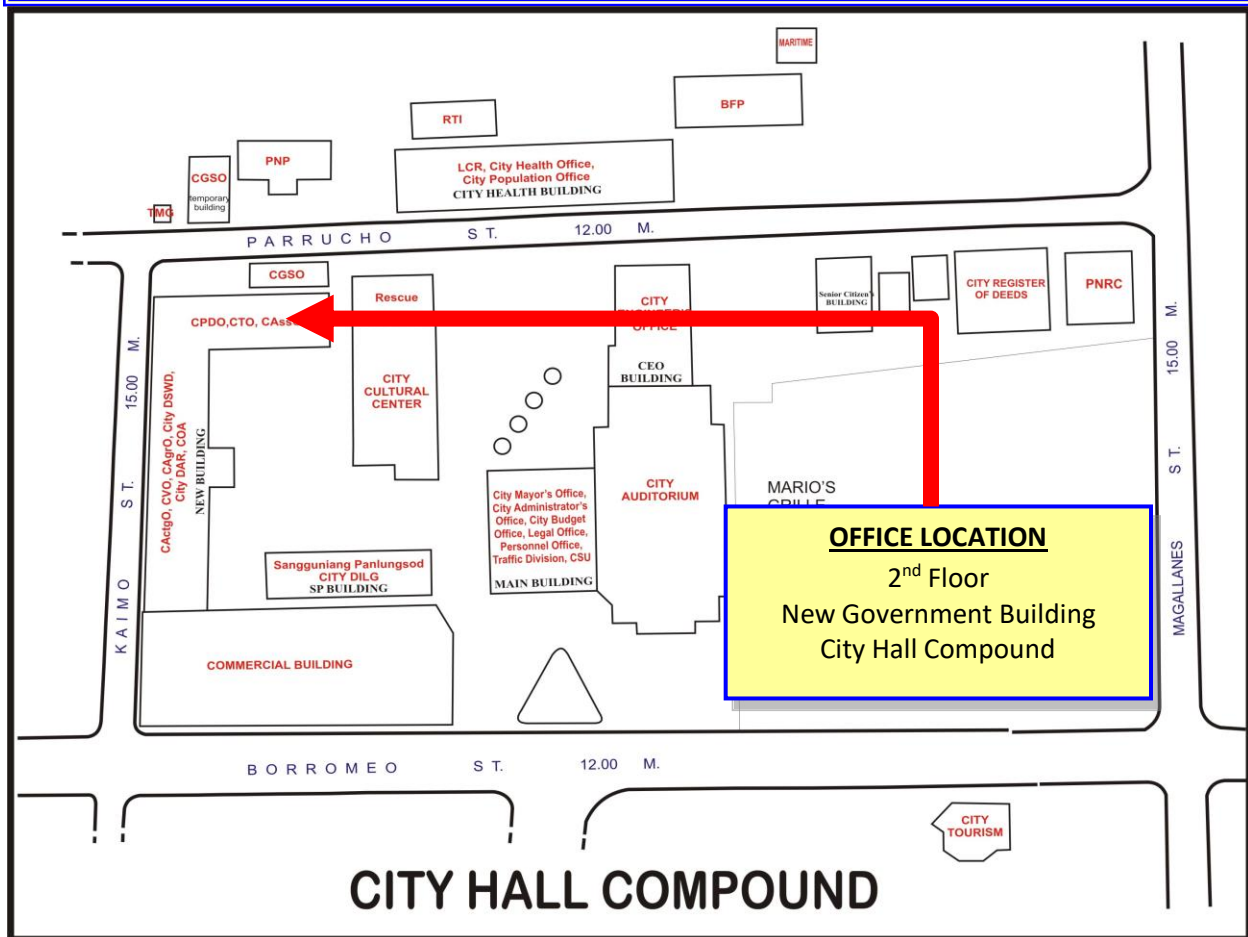 MARITIME
BFP
RTI
PNP
LCR, City Health Office,
City Population Office
CITY HEALTH BUILDING
CGSO
temporary
building
TMG
PARRUCHO ST. 12.00 M.
CGSO
Rescue
CITY
OFFICE
Senior Citizen's
BUILDING
CITY REGISTER
OF DEEDS
PNRC
CPDO,CTO, CAss
CEO
BUILDING
CITY
CULTURAL
CENTER
KAIMO ST. 15.00 M.
CActgO, CVO, CAgrO, City DSWD,
City DAR, COA
NEW BUILDING
MAGALLANES ST. 15.00 M.
City Mayor's Office,
City Administrator's
Office, City Budget
Office, Legal Office,
Personnel Office,
Traffic Division, CSU
MAIN BUILDING
CITY
AUDITORIUM
MARIO'S
OFFICE LOCATION
2nd Floor
New Government Building
City Hall Compound
Sangguniang Panlungsod
CITY DILG
SP BUILDING
COMMERCIAL BUILDING
BORROMEO ST. 12.00 M.
CITY
TOURISM
CITY HALL COMPOUND